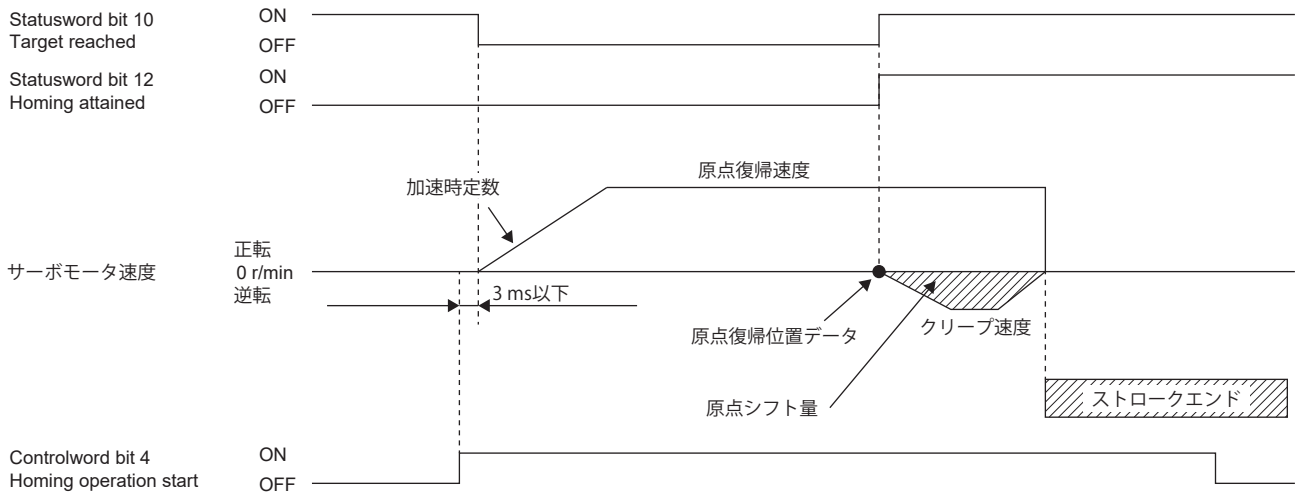 Statusword bit 10
Target reached
ON
OFF
Statusword bit 12
Homing attained
ON
OFF
原点復帰速度
加速時定数
サーボモータ速度
正転
0 r/min
逆転
3 ms以下
原点復帰位置データ
クリープ速度
原点シフト量
ストロークエンド
Controlword bit 4
Homing operation start
ON
OFF